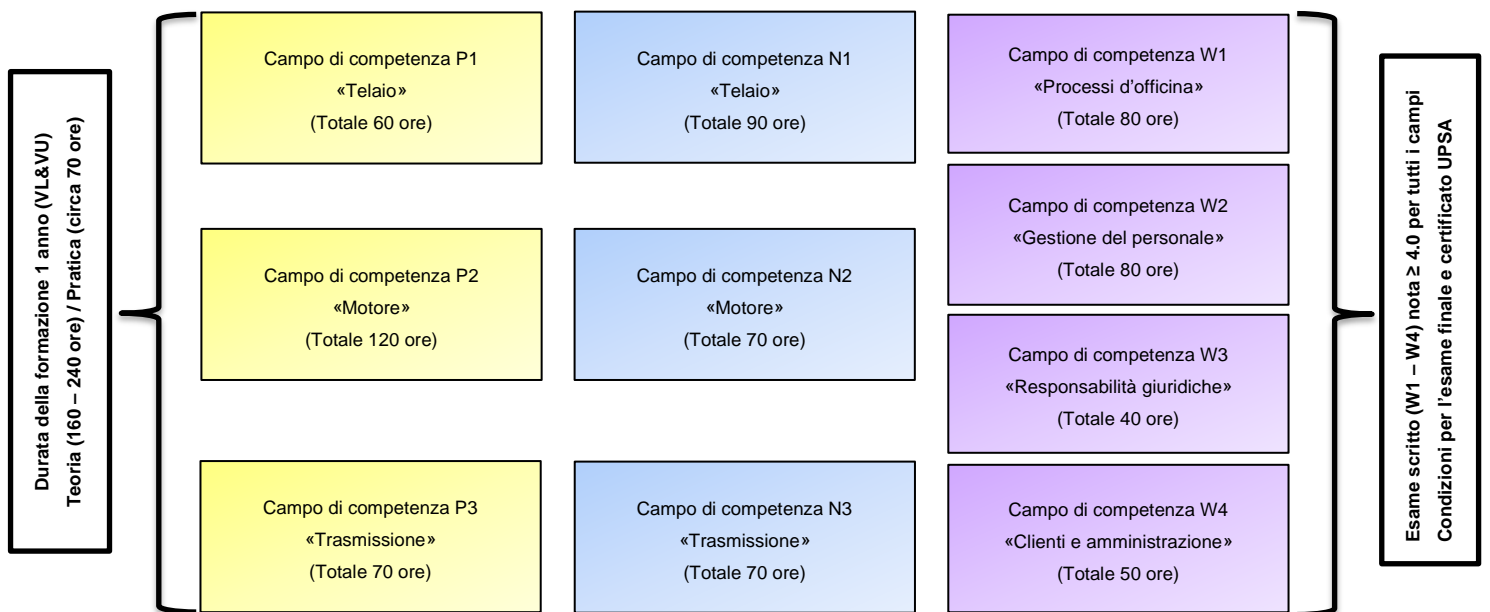 Durata della formazione 1 anno (VL&VU)
Teoria (160 – 240 ore) / Pratica (circa 70 ore)
Campo di competenza P1
«Telaio»
(Totale 60 ore)
Campo di competenza P2
«Motore»
(Totale 120 ore)
Campo di competenza P3
«Trasmissione»
(Totale 70 ore)
Campo di competenza N1
«Telaio»
(Totale 90 ore)
Campo di competenza N2
«Motore»
(Totale 70 ore)
Campo di competenza N3
«Trasmissione»
(Totale 70 ore)
Campo di competenza W1
«Processi d’officina»
(Totale 80 ore)
Campo di competenza W2
«Gestione del personale»
(Totale 80 ore)
Campo di competenza W3
«Responsabilità giuridiche»
(Totale 40 ore)
Campo di competenza W4
«Clienti e amministrazione»
(Totale 50 ore)
Esame scritto (W1 – W4) nota ≥ 4.0 per tutti i campi
Condizioni per l’esame finale e certificato UPSA